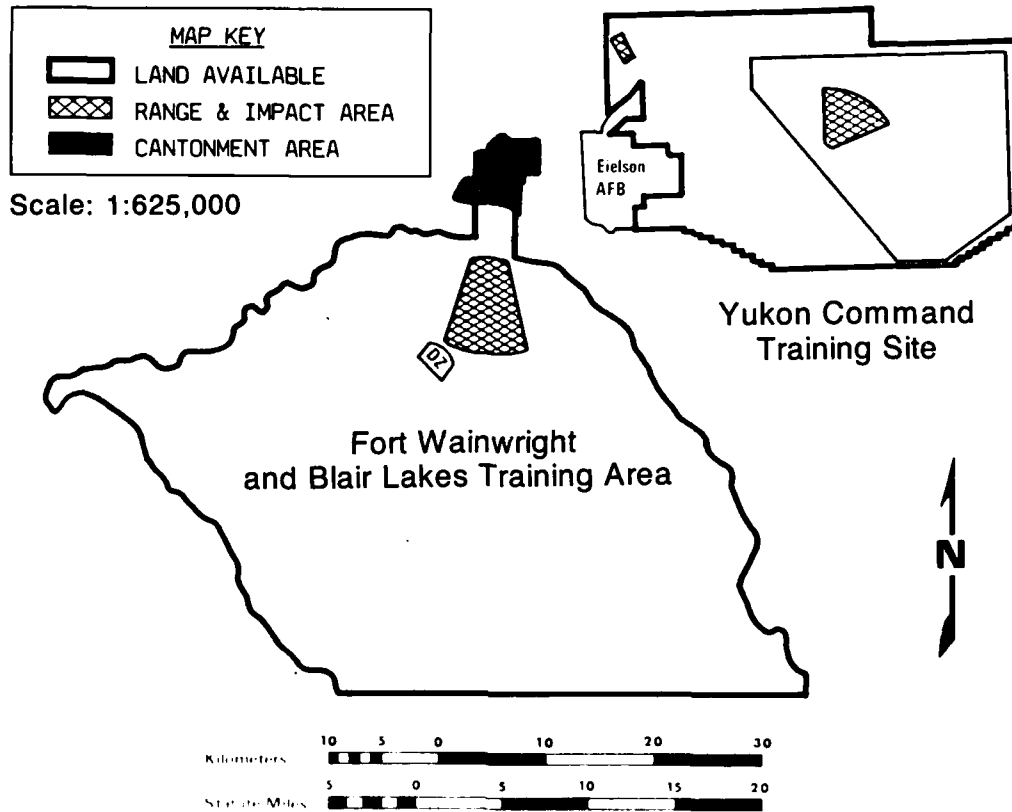 MAP KEY
LAND AVAILABLE
RANGE & IMPACT AREA
CANTONMENT AREA
Scale: 1:625,000
Eielson
AFB
Yukon Command
Training Site
DZ
Fort Wainwright
and Blair Lakes Training Area
N
10 5 0 10 20 30
Kilometers
5 0 5 10 15 20
Statute Miles